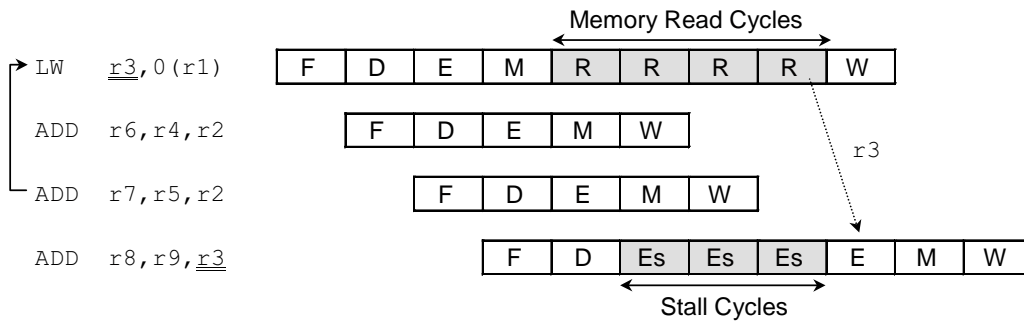 Memory Read Cycles
LW r3,0(r1) F D E M R R R R W
ADD r6,r4,r2 F D E M W
r3
ADD r7,r5,r2 F D E M W
ADD r8,r9,r3 F D Es Es Es E M W
Stall Cycles